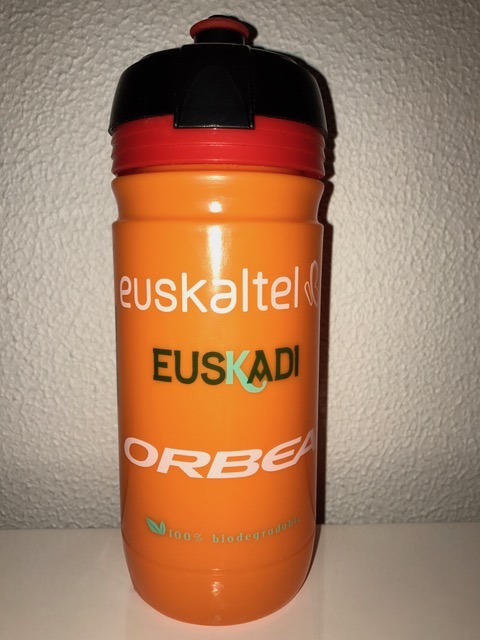 euskaltel
EUSKADI
ORBEA
100% biodegradable